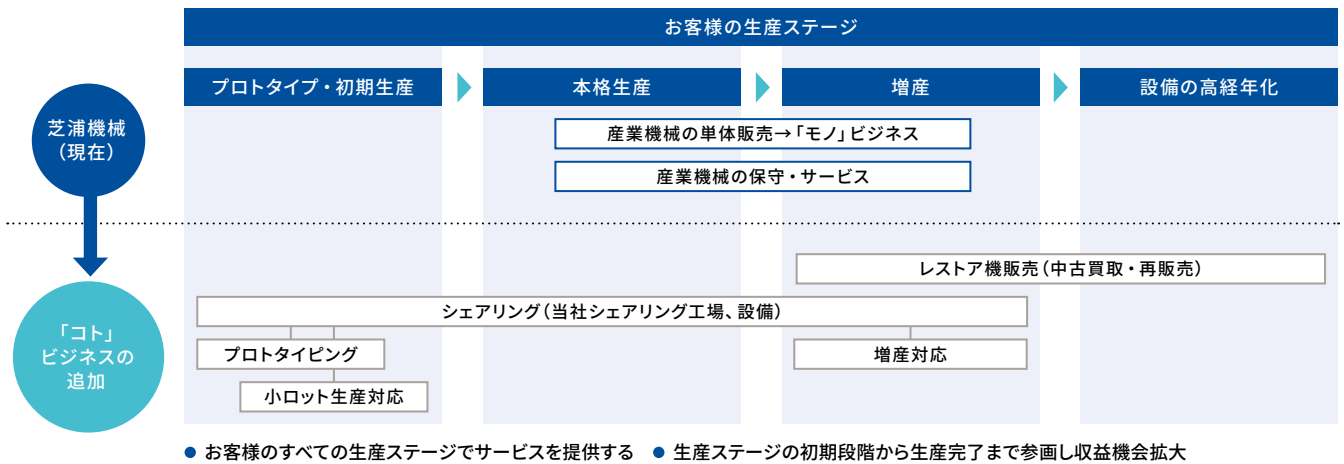 お客様の生産ステージ
プロトタイプ・初期生産
本格生産
増産
設備の高経年化
芝浦機械
（現在）
産業機械の単体販売→「モノ」ビジネス
産業機械の保守・サービス
「コト」
ビジネスの
追加
レストア機販売（中古買取・再販売）
シェアリング（当社シェアリング工場、設備）
プロトタイピング
増産対応
小ロット生産対応
● お客様のすべての生産ステージでサービスを提供する ● 生産ステージの初期段階から生産完了まで参画し収益機会拡大